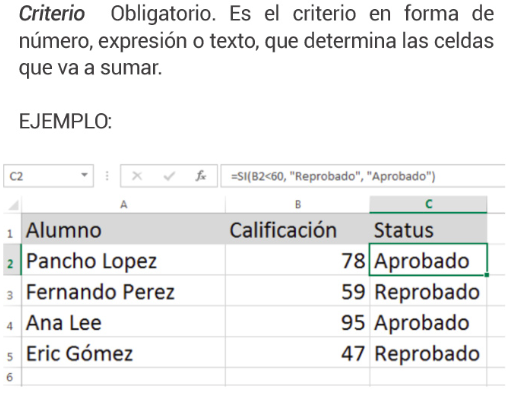 Criterio Obligatorio. Es el criterio en forma de
número, expresión o texto, que determina las celdas
que va a sumar.
EJEMPLO:
C2 fx =SI(B2<60, "Reprobado", "Aprobado")
A B C
1 Alumno Calificación Status
2 Pancho Lopez 78 Aprobado
3 Fernando Perez 59 Reprobado
4 Ana Lee 95 Aprobado
5 Eric Gómez 47 Reprobado
6